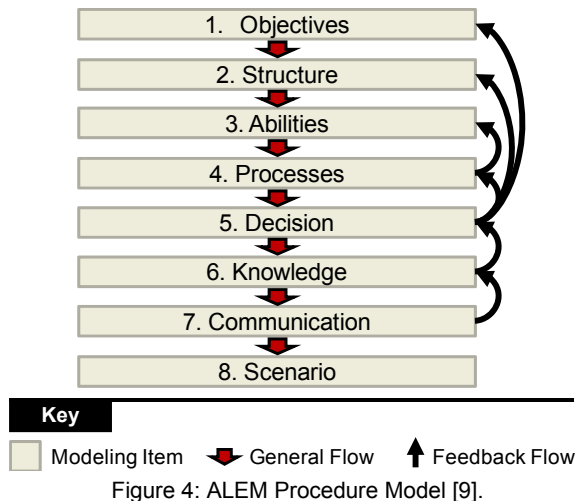 1. Objectives
2. Structure
3. Abilities
4. Processes
5. Decision
6. Knowledge
7. Communication
8. Scenario
Key
Modeling Item General Flow Feedback Flow
Figure 4: ALEM Procedure Model [9].